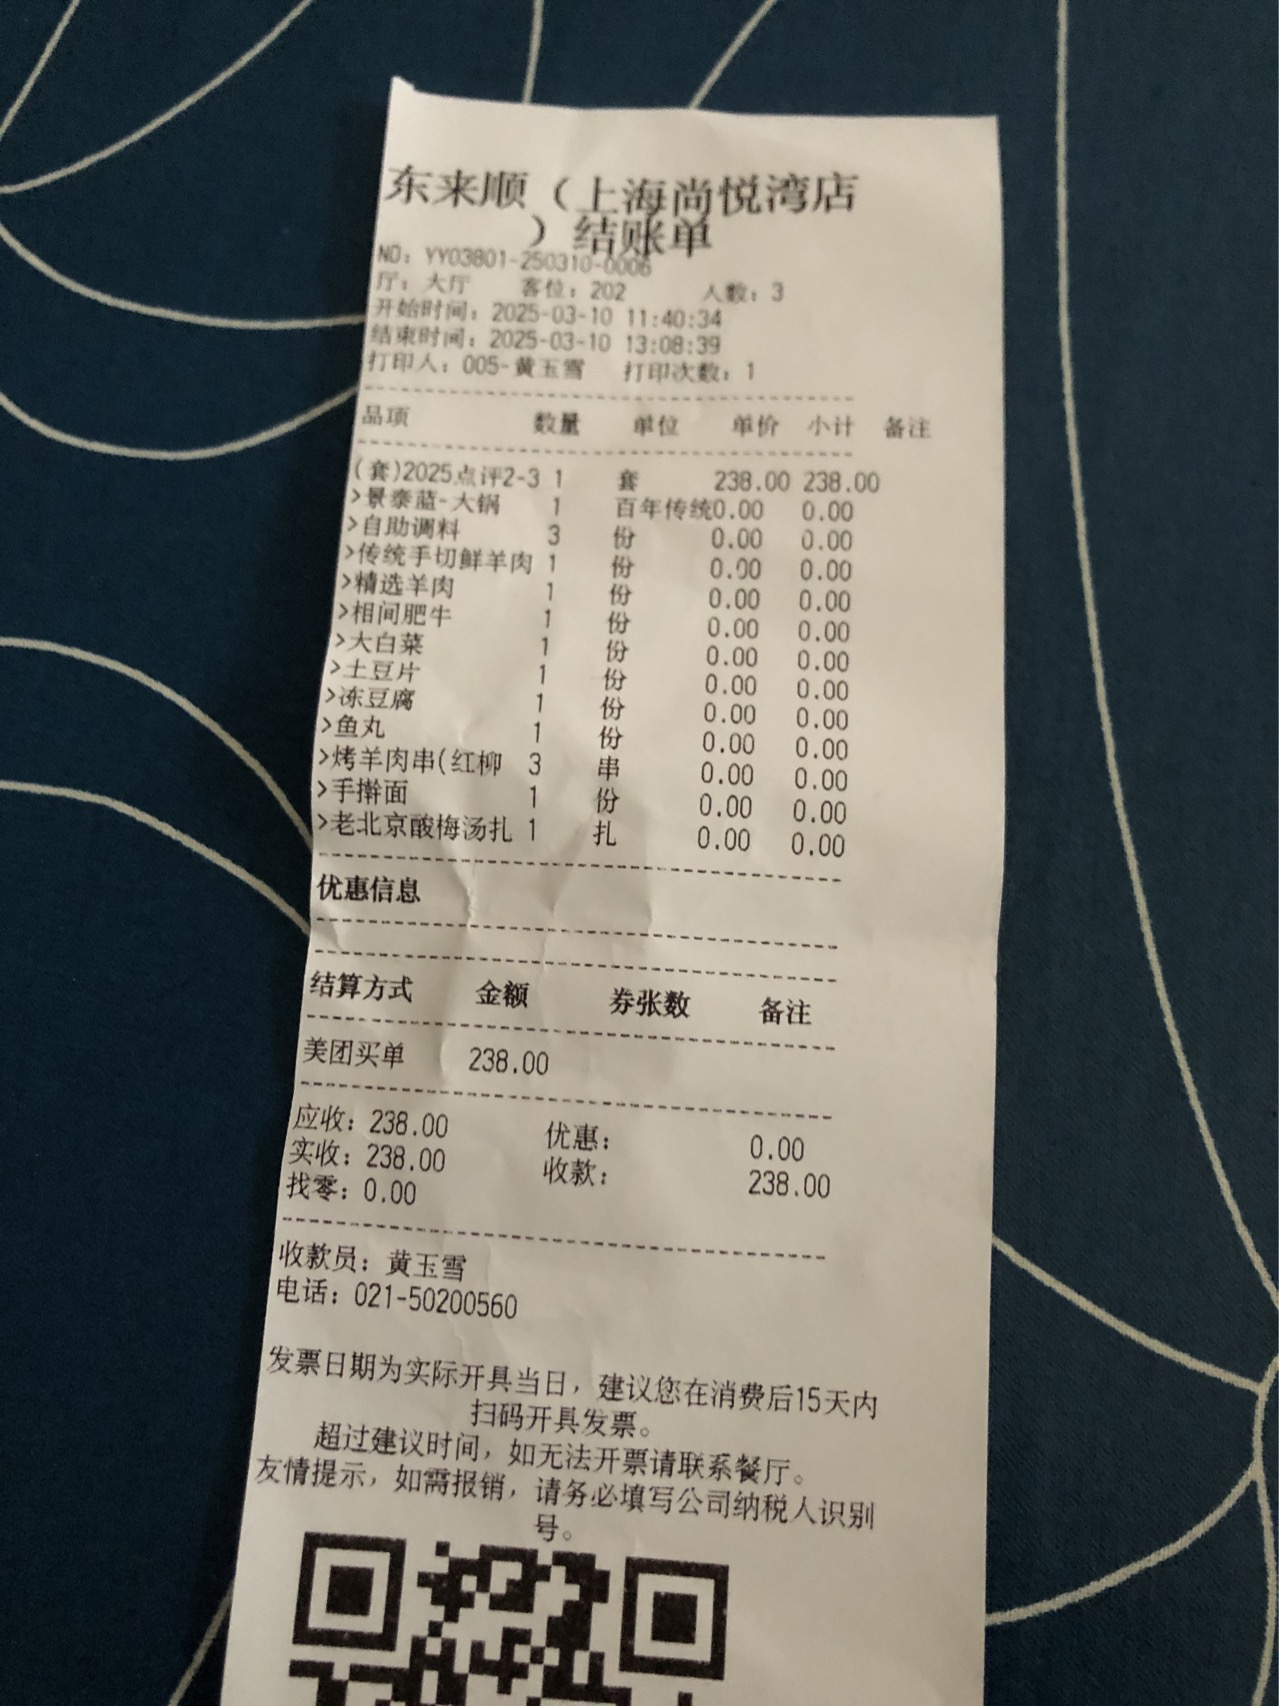 东来顺（上海尚悦湾店
）结账单
NO：YY03801-250310-0006
厅：大厅 客位：202 人数：3
开始时间：2025-03-10 11:40:34
结束时间：2025-03-10 13:08:39
打印人：005-黄玉雪 打印次数：1
品项 数量 单位 单价 小计 备注
(套)2025点评2-3 1 套 238.00 238.00
>景泰蓝-大锅 1 百年传统0.00 0.00
>自助调料 3 份 0.00 0.00
>传统手切鲜羊肉 1 份 0.00 0.00
>精选羊肉 1 份 0.00 0.00
>相间肥牛 1 份 0.00 0.00
>大白菜 1 份 0.00 0.00
>土豆片 1 份 0.00 0.00
>冻豆腐 1 份 0.00 0.00
>鱼丸 1 份 0.00 0.00
>烤羊肉串(红柳 3 串 0.00 0.00
>手擀面 1 份 0.00 0.00
>老北京酸梅汤扎 1 扎 0.00 0.00
优惠信息
结算方式 金额 券张数 备注
美团买单 238.00
应收：238.00 优惠： 0.00
实收：238.00 收款： 238.00
找零：0.00
收款员：黄玉雪
电话：021-50200560
发票日期为实际开具当日，建议您在消费后15天内
扫码开具发票。
超过建议时间，如无法开票请联系餐厅。
友情提示，如需报销，请务必填写公司纳税人识别
号。